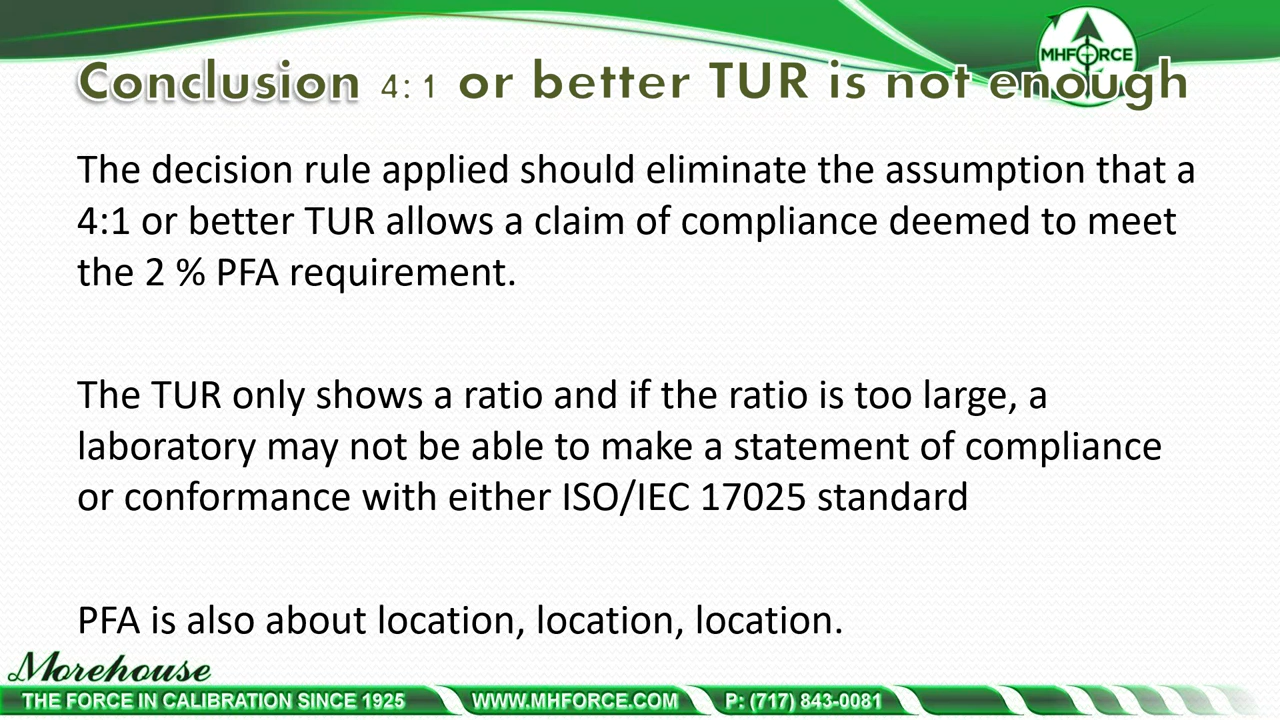 MHFORCE
Conclusion 4:1 or better TUR is not enough
The decision rule applied should eliminate the assumption that a
4:1 or better TUR allows a claim of compliance deemed to meet
the 2 % PFA requirement.
The TUR only shows a ratio and if the ratio is too large, a
laboratory may not be able to make a statement of compliance
or conformance with either ISO/IEC 17025 standard
PFA is also about location, location, location.
Morehouse
THE FORCE IN CALIBRATION SINCE 1925 WWW.MHFORCE.COM P: (717) 843-0081